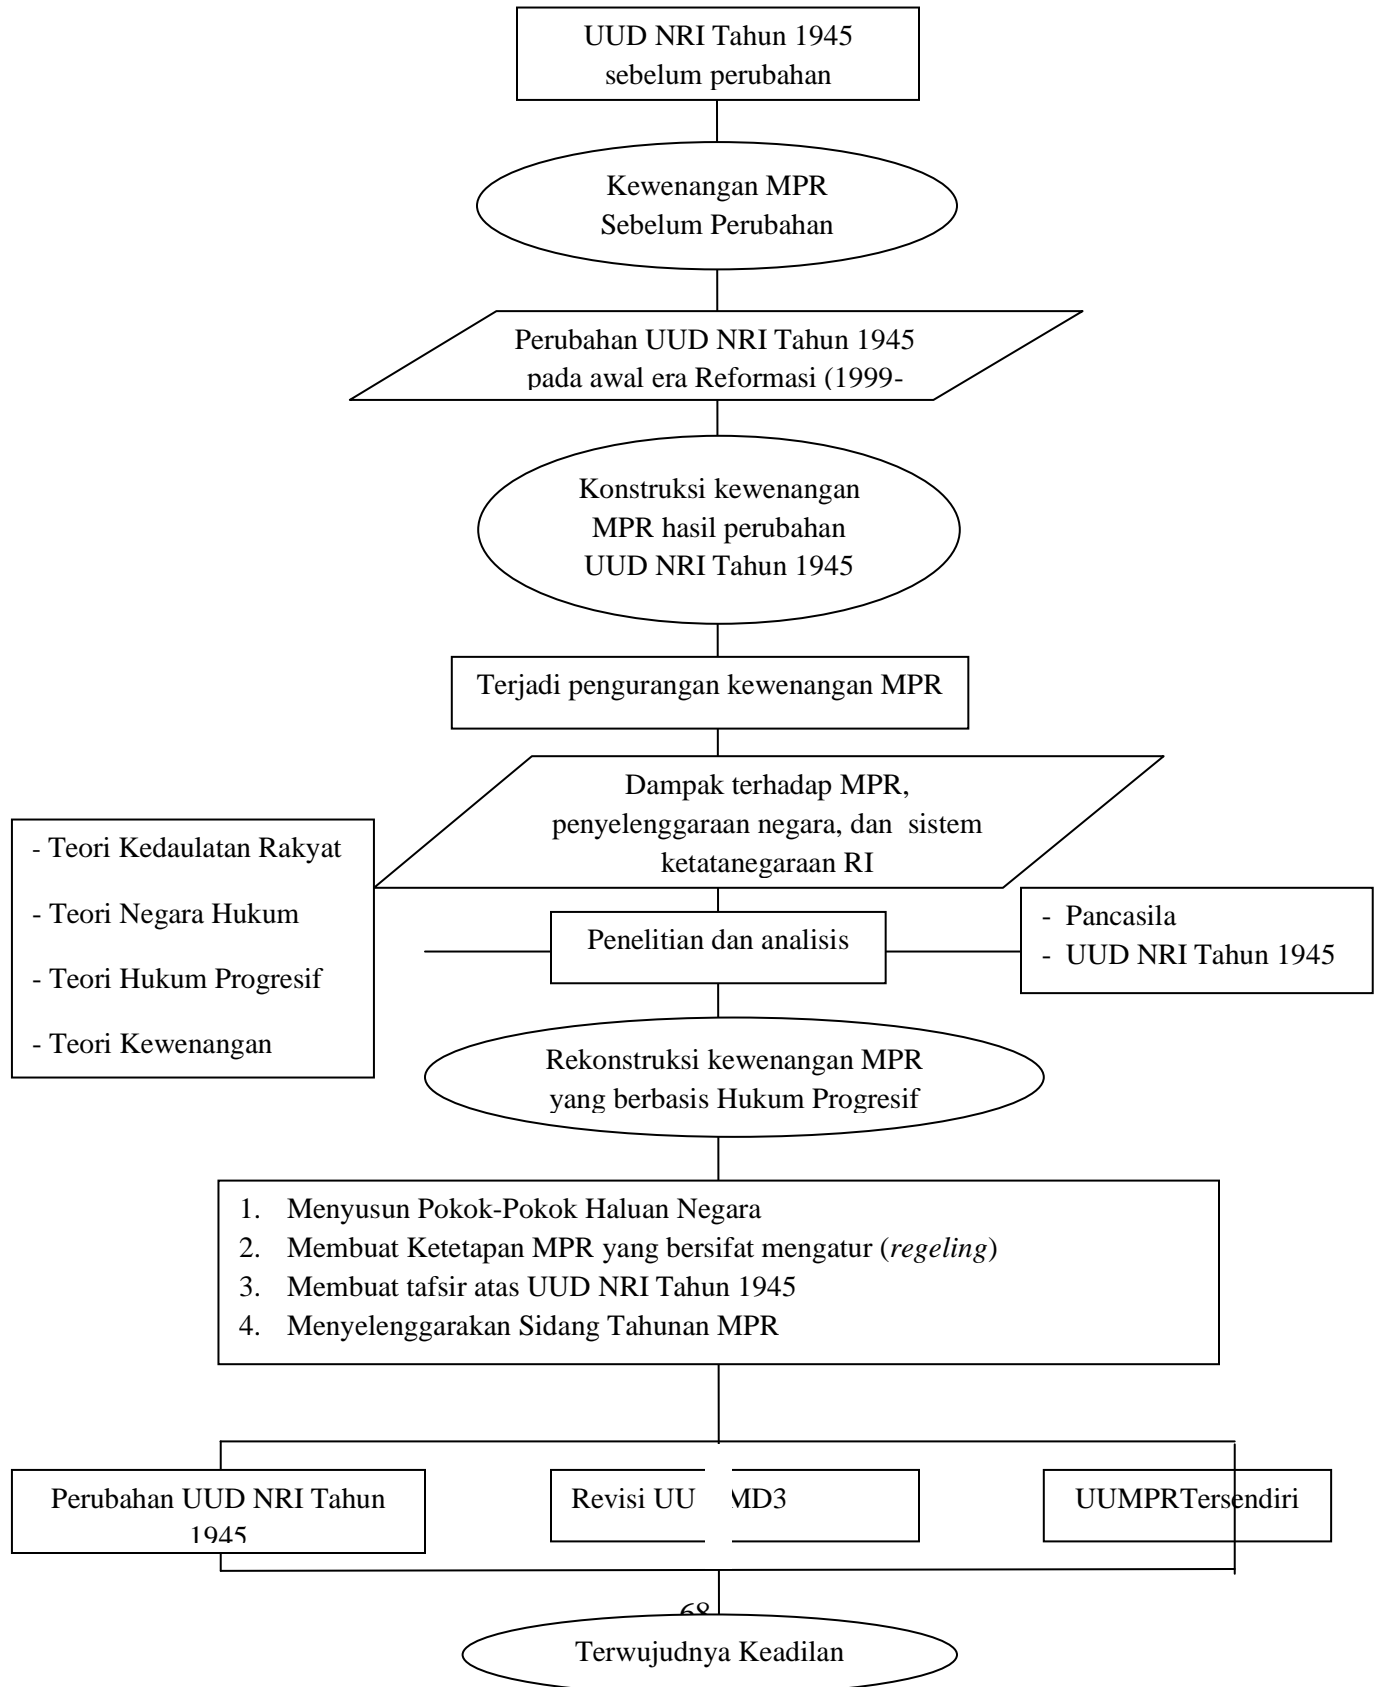 UUD NRI Tahun 1945
sebelum perubahan
Kewenangan MPR
Sebelum Perubahan
Perubahan UUD NRI Tahun 1945
pada awal era Reformasi (1999-
Konstruksi kewenangan
MPR hasil perubahan
UUD NRI Tahun 1945
Terjadi pengurangan kewenangan MPR
Dampak terhadap MPR,
penyelenggaraan negara, dan sistem
ketatanegaraan RI
- Teori Kedaulatan Rakyat
- Teori Negara Hukum
- Teori Hukum Progresif
- Teori Kewenangan
Penelitian dan analisis
- Pancasila
- UUD NRI Tahun 1945
Rekonstruksi kewenangan MPR
yang berbasis Hukum Progresif
1. Menyusun Pokok-Pokok Haluan Negara
2. Membuat Ketetapan MPR yang bersifat mengatur (regeling)
3. Membuat tafsir atas UUD NRI Tahun 1945
4. Menyelenggarakan Sidang Tahunan MPR
Perubahan UUD NRI Tahun
1945
Revisi UU MD3
UUMPRTersendiri
68
Terwujudnya Keadilan